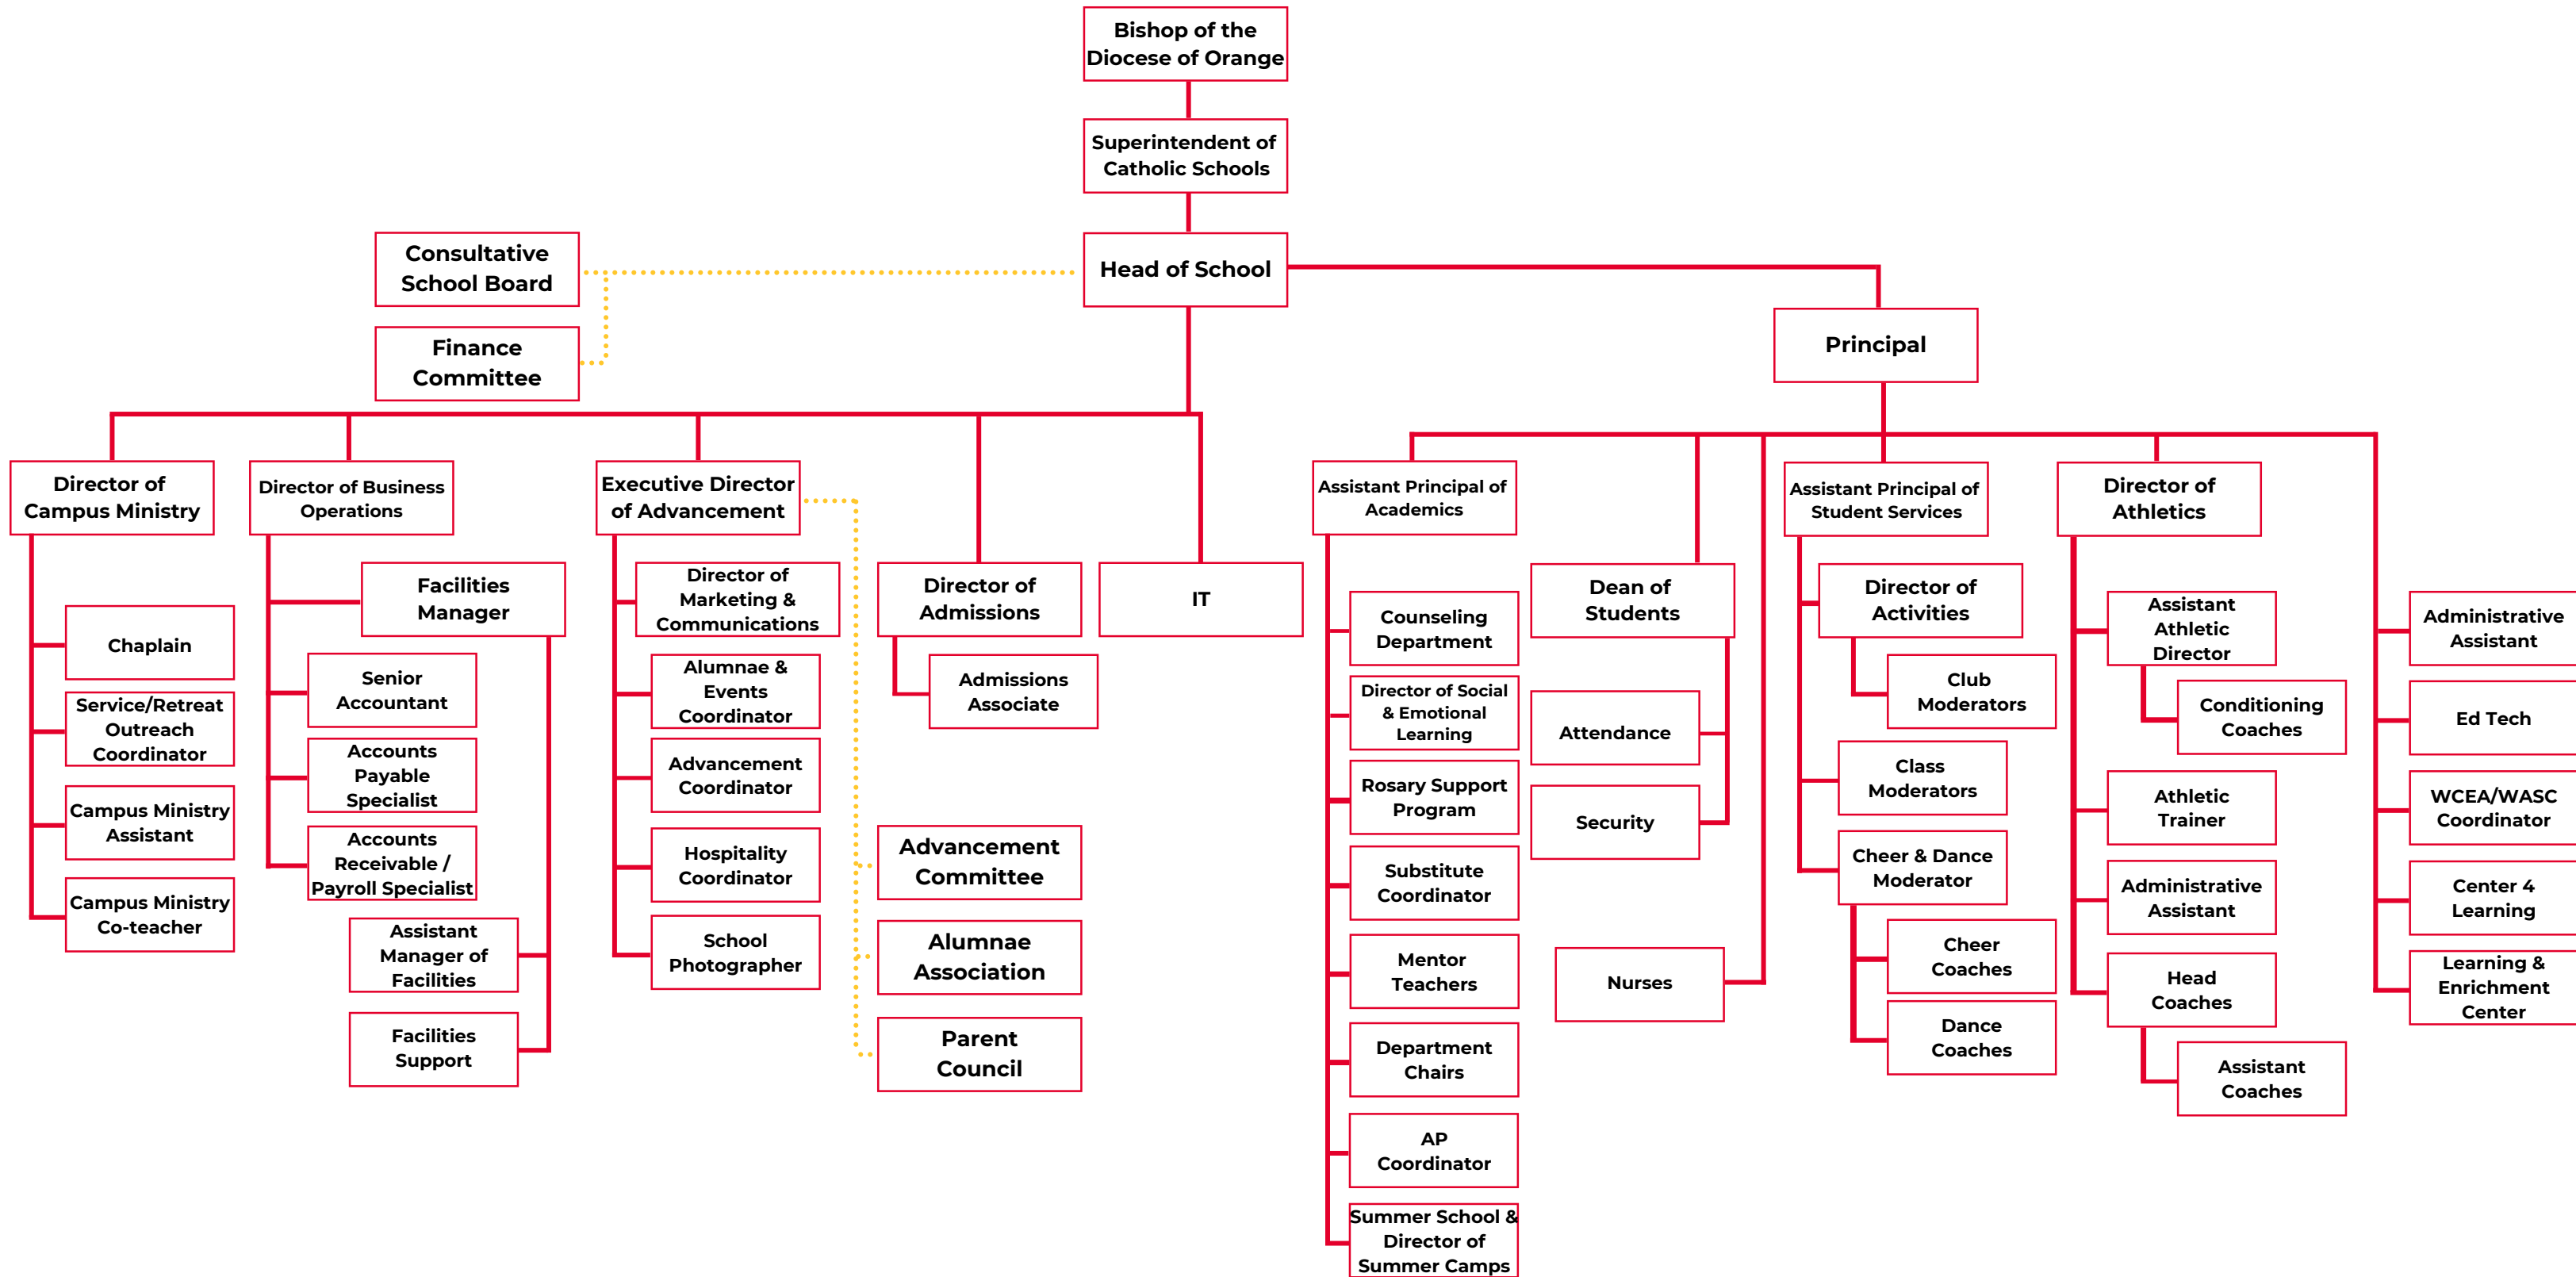 Bishop of the
Diocese of Orange
Superintendent of
Catholic Schools
Consultative
School Board
Head of School
Finance
Committee
Principal
Director of
Campus Ministry
Chaplain
Service/Retreat
Outreach
Coordinator
Campus Ministry
Assistant
Campus Ministry
Co-teacher
Director of Business
Operations
Facilities
Manager
Senior
Accountant
Accounts
Payable
Specialist
Accounts
Receivable /
Payroll Specialist
Assistant
Manager of
Facilities
Facilities
Support
Executive Director
of Advancement
Director of
Marketing &
Communications
Alumnae &
Events
Coordinator
Advancement
Coordinator
Hospitality
Coordinator
School
Photographer
Advancement
Committee
Alumnae
Association
Parent
Council
Director of
Admissions
Admissions
Associate
IT
Assistant Principal of
Academics
Counseling
Department
Director of Social
& Emotional
Learning
Rosary Support
Program
Substitute
Coordinator
Mentor
Teachers
Department
Chairs
AP
Coordinator
Summer School &
Director of
Summer Camps
Dean of
Students
Attendance
Security
Nurses
Assistant Principal of
Student Services
Director of
Activities
Club
Moderators
Class
Moderators
Cheer & Dance
Moderator
Cheer
Coaches
Dance
Coaches
Director of
Athletics
Assistant
Athletic
Director
Conditioning
Coaches
Athletic
Trainer
Administrative
Assistant
Head
Coaches
Assistant
Coaches
Administrative
Assistant
Ed Tech
WCEA/WASC
Coordinator
Center 4
Learning
Learning &
Enrichment
Center